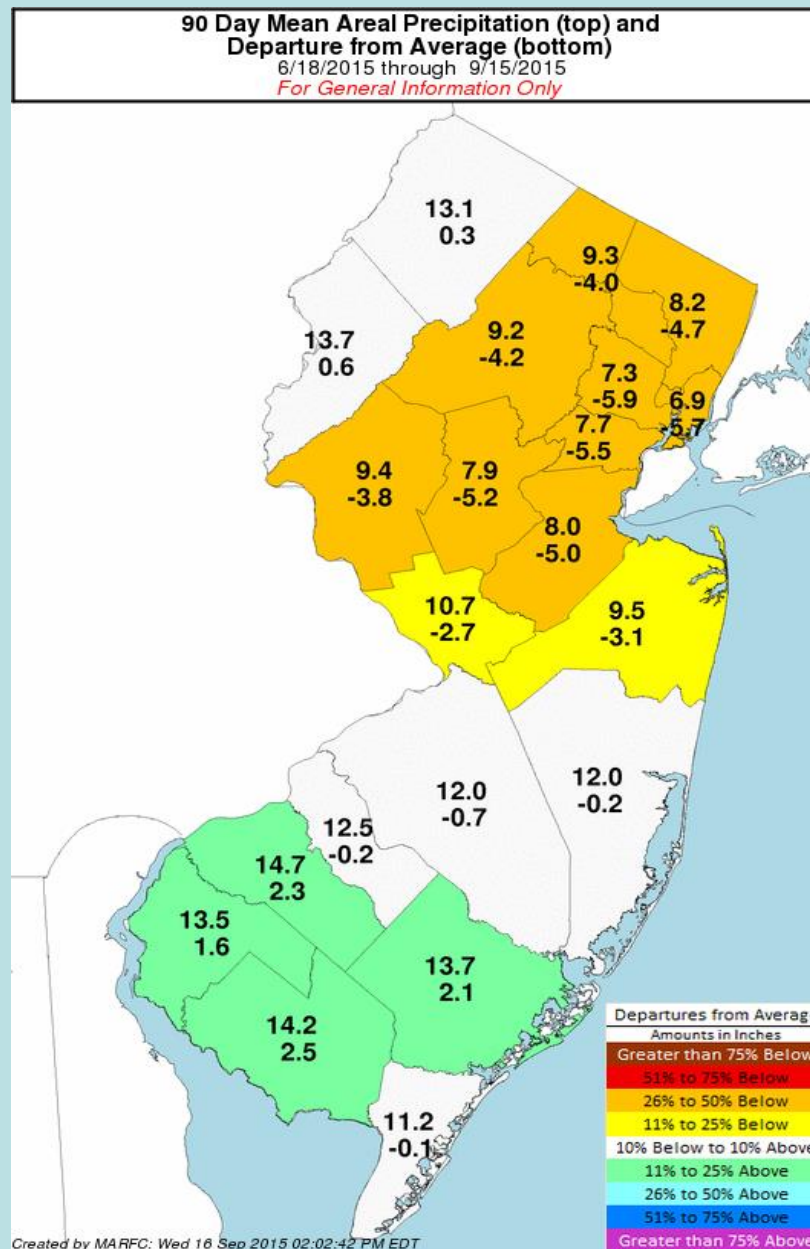 90 Day Mean Areal Precipitation (top) and
Departure from Average (bottom)
6/18/2015 through 9/15/2015
For General Information Only
13.1
0.3
9.3
-4.0
8.2
-4.7
9.2
-4.2
13.7
0.6
7.3
-5.9
6.9
-5.7
7.7
-5.5
9.4
-3.8
7.9
-5.2
8.0
-5.0
10.7
-2.7
9.5
-3.1
12.0
-0.7
12.0
-0.2
12.5
-0.2
14.7
2.3
13.5
1.6
13.7
2.1
14.2
2.5
11.2
-0.1
Departures from Averag
Amounts in Inches
Greater than 75% Below
51% to 75% Below
26% to 50% Below
11% to 25% Below
10% Below to 10% Above
11% to 25% Above
26% to 50% Above
51% to 75% Above
Greater than 75% Above
Created by MARFC: Wed 16 Sep 2015 02:02:42 PM EDT